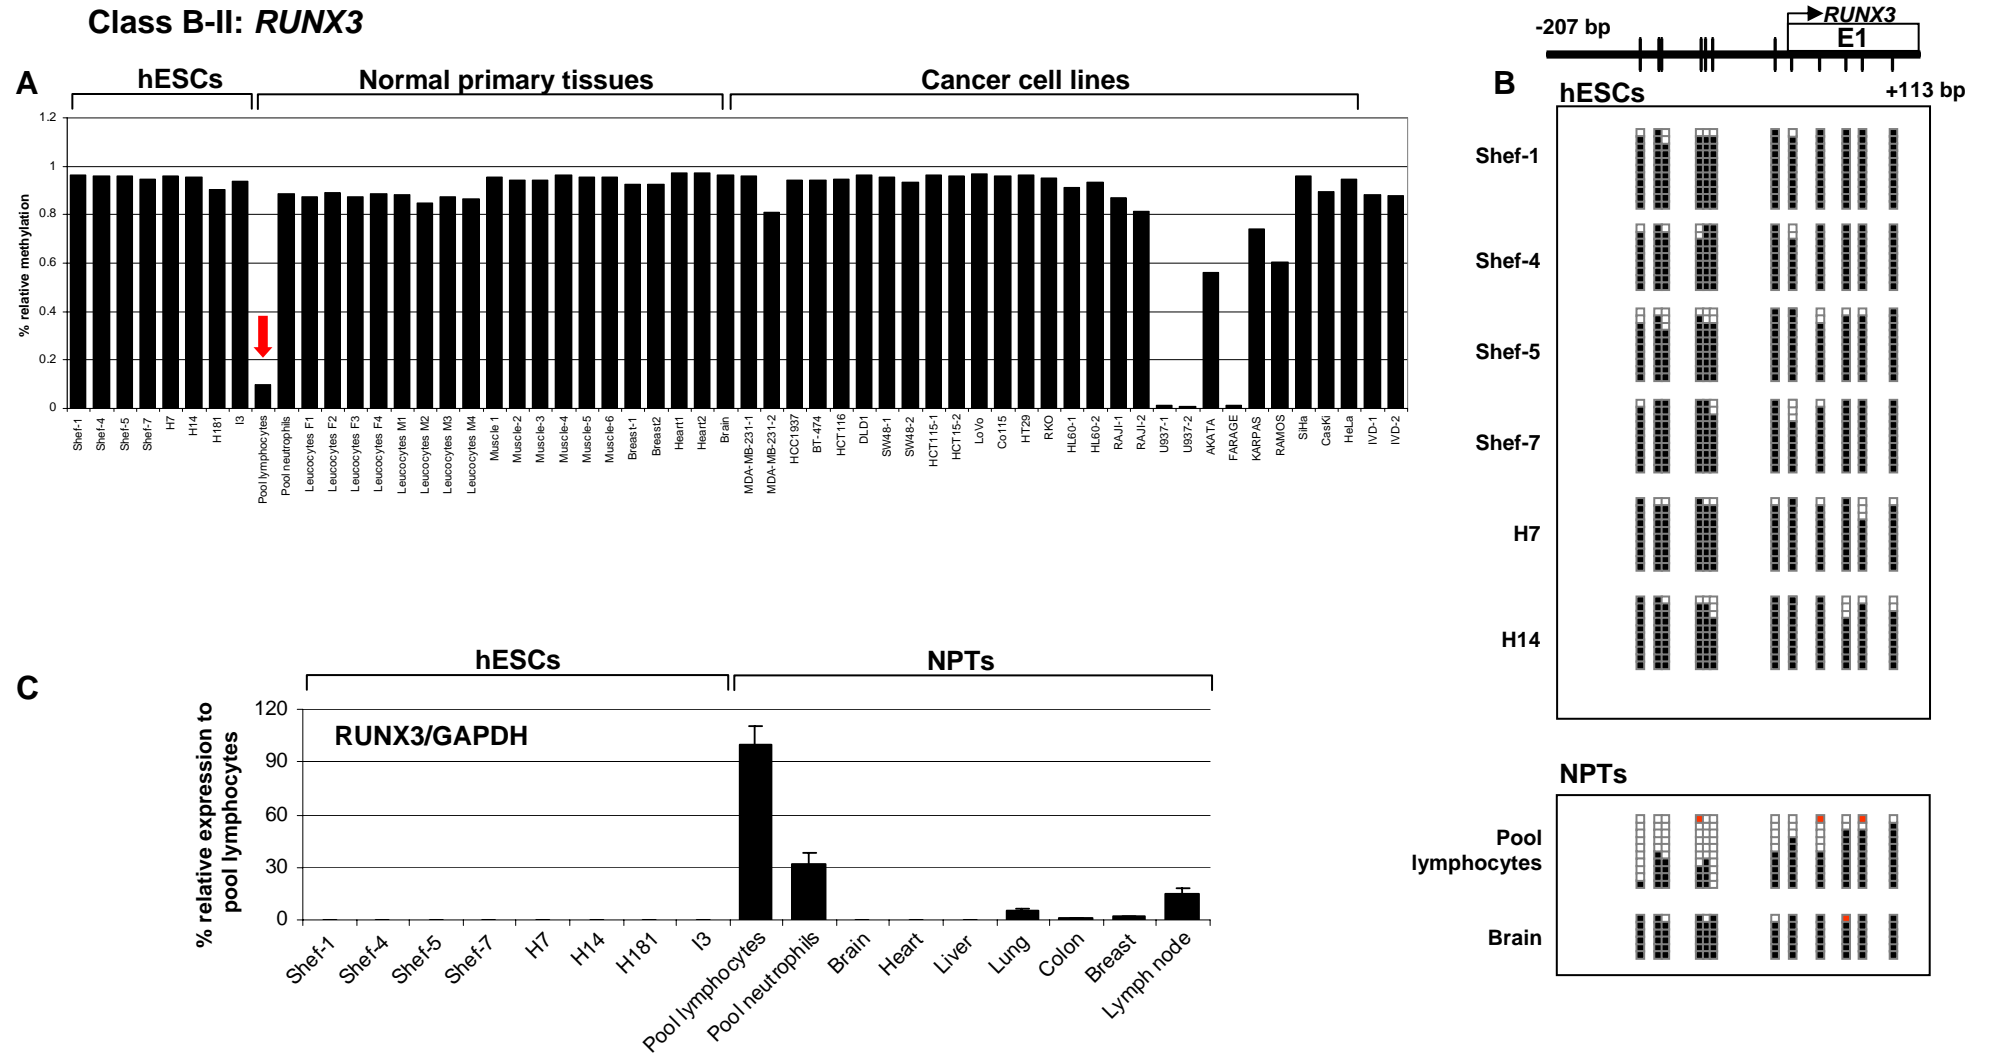 Class B-II: RUNX3
A
hESCs
Normal primary tissues
Cancer cell lines
% relative methylation
1.2
1
0.8
0.6
0.4
0.2
0
Shef-1
Shef-4
Shef-5
Shef-7
H7
H14
H181
I3
Pool lymphocytes
Pool neutrophils
Leucocytes F1
Leucocytes F2
Leucocytes F3
Leucocytes F4
Leucocytes M1
Leucocytes M2
Leucocytes M3
Leucocytes M4
Muscle 1
Muscle-2
Muscle-3
Muscle-4
Muscle-5
Muscle-6
Breast-1
Breast2
Heart1
Heart2
Brain
MDA-MB-231-1
MDA-MB-231-2
HCC1937
BT-474
HCT116
DLD1
SW48-1
SW48-2
HCT115-1
HCT15-2
LoVo
Co115
HT29
RKO
HL60-1
HL60-2
RAJI-1
RAJI-2
U937-1
U937-2
AKATA
FARAGE
KARPAS
RAMOS
SiHa
CasKi
HeLa
IVD-1
IVD-2
-207 bp
RUNX3
E1
+113 bp
B
hESCs
Shef-1
Shef-4
Shef-5
Shef-7
H7
H14
NPTs
Pool
lymphocytes
Brain
C
hESCs
NPTs
% relative expression to
pool lymphocytes
RUNX3/GAPDH
120
90
60
30
0
Shef-1
Shef-4
Shef-5
Shef-7
H7
H14
H181
I3
Pool lymphocytes
Pool neutrophils
Brain
Heart
Liver
Lung
Colon
Breast
Lymph node